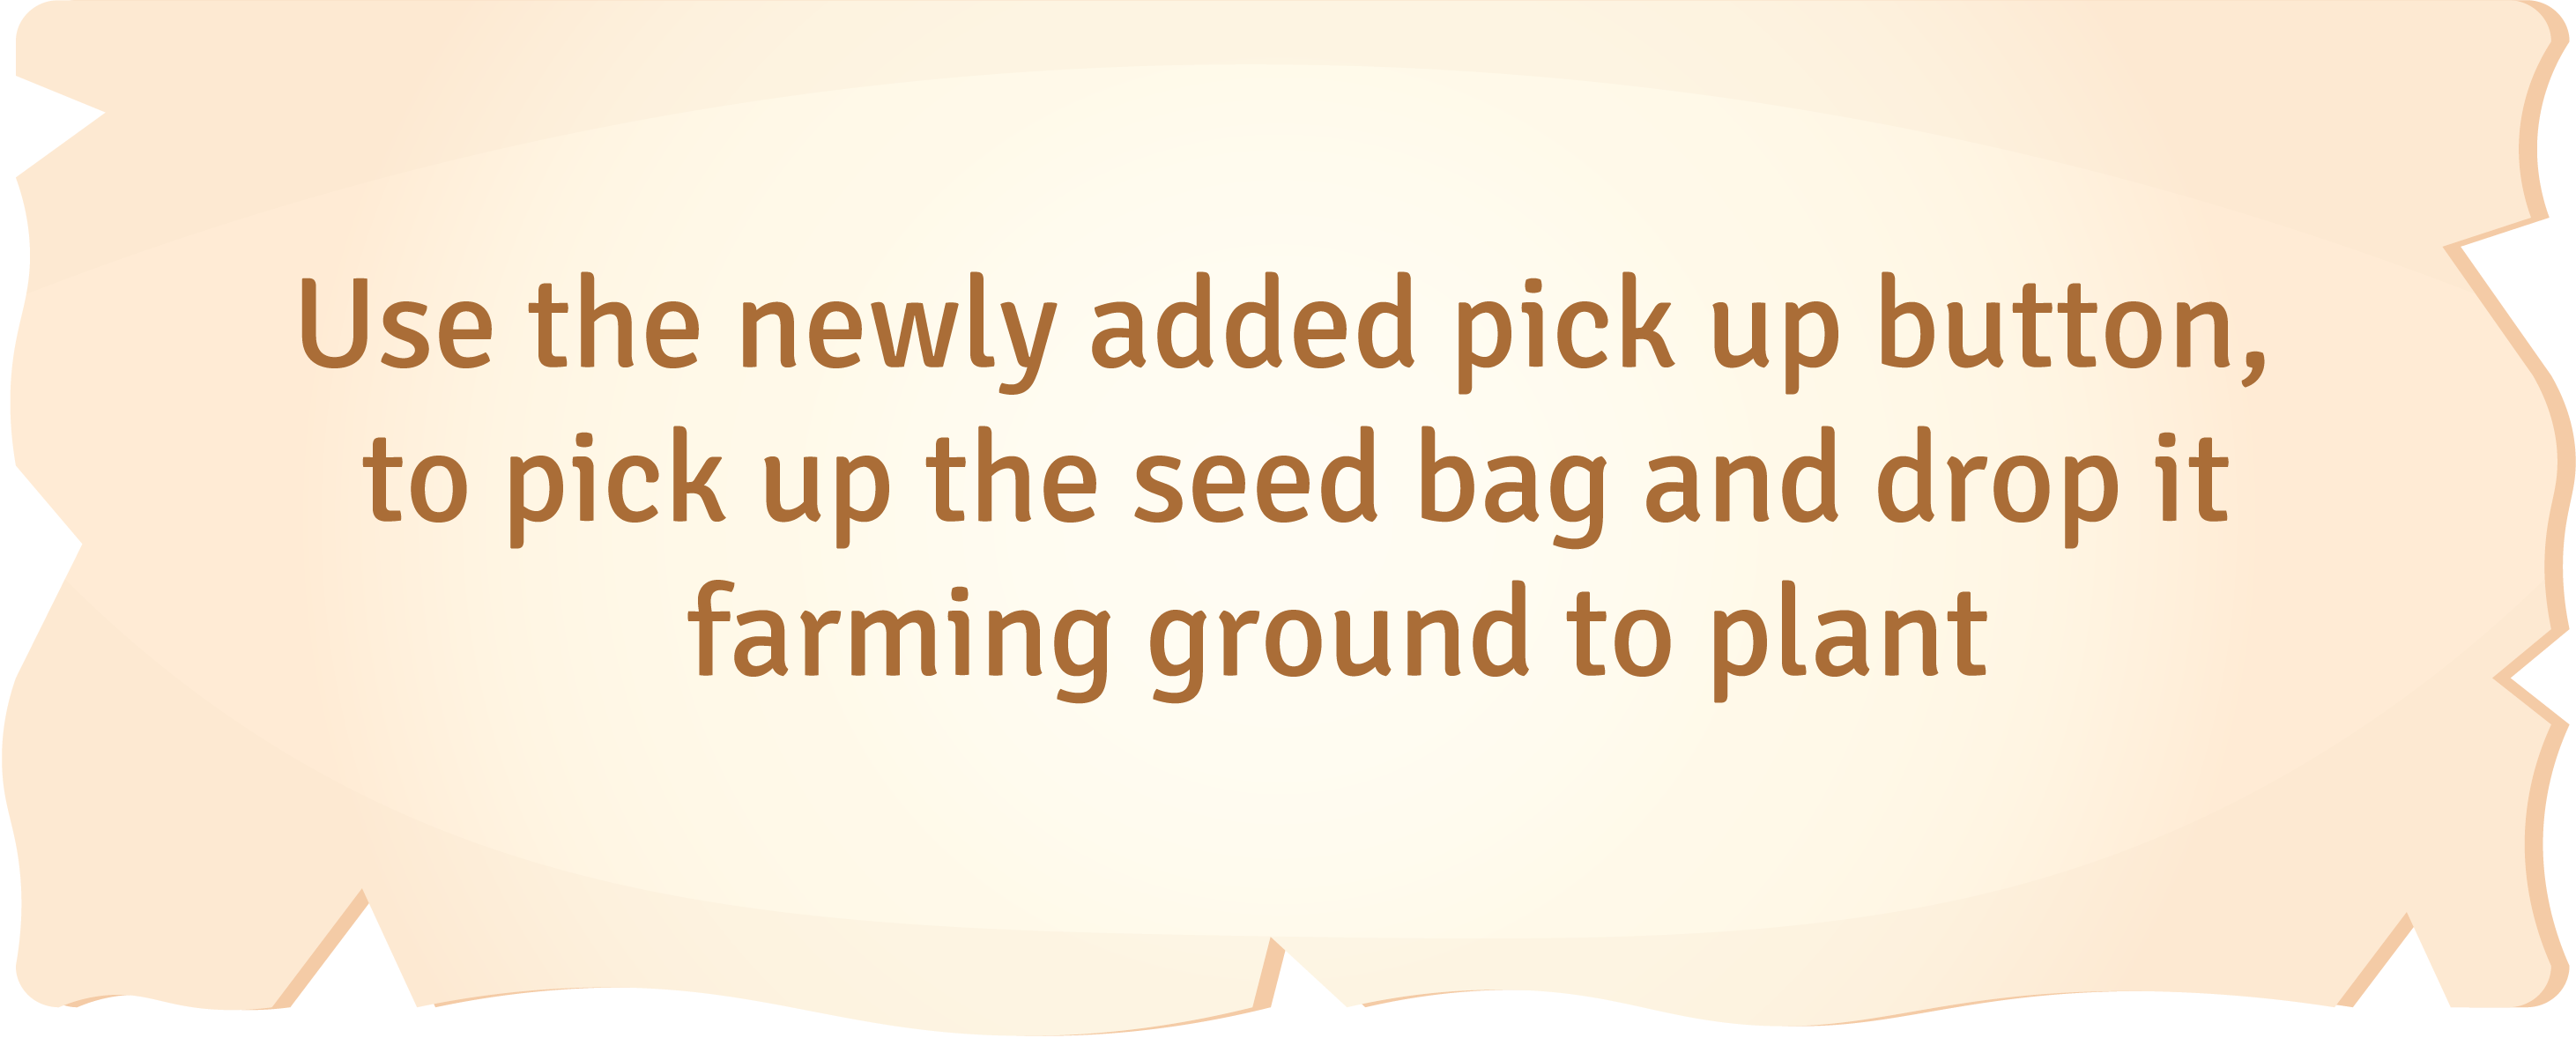 Use the newly added pick up button,
to pick up the seed bag and drop it
farming ground to plant